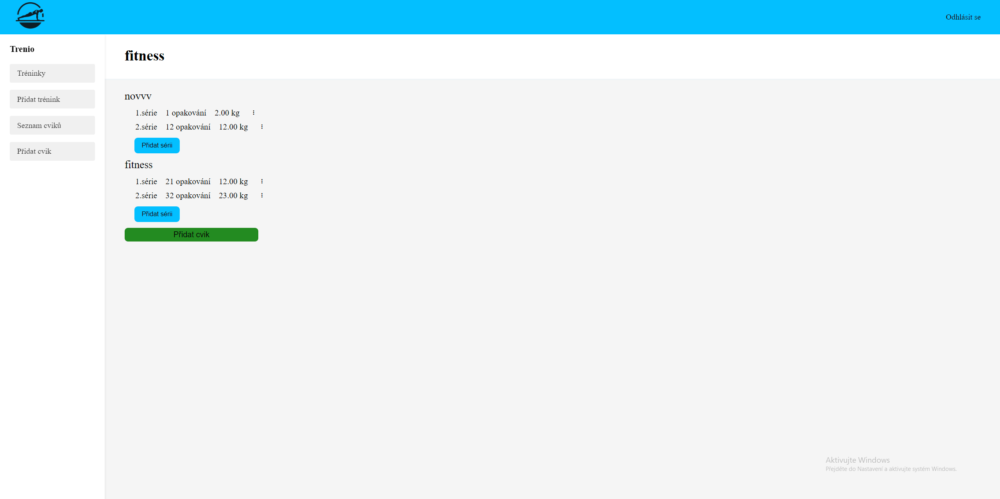 Odhlásit se
Trenio
Tréninky
Přidat trénink
Seznam cviků
Přidat cvik
fitness
novvv
1.série 1 opakování 2.00 kg
2.série 12 opakování 12.00 kg
Přidat sérii
fitness
1.série 21 opakování 12.00 kg
2.série 32 opakování 23.00 kg
Přidat sérii
Přidat cvik
Aktivujte Windows
Přejděte do Nastavení a aktivujte systém Windows.